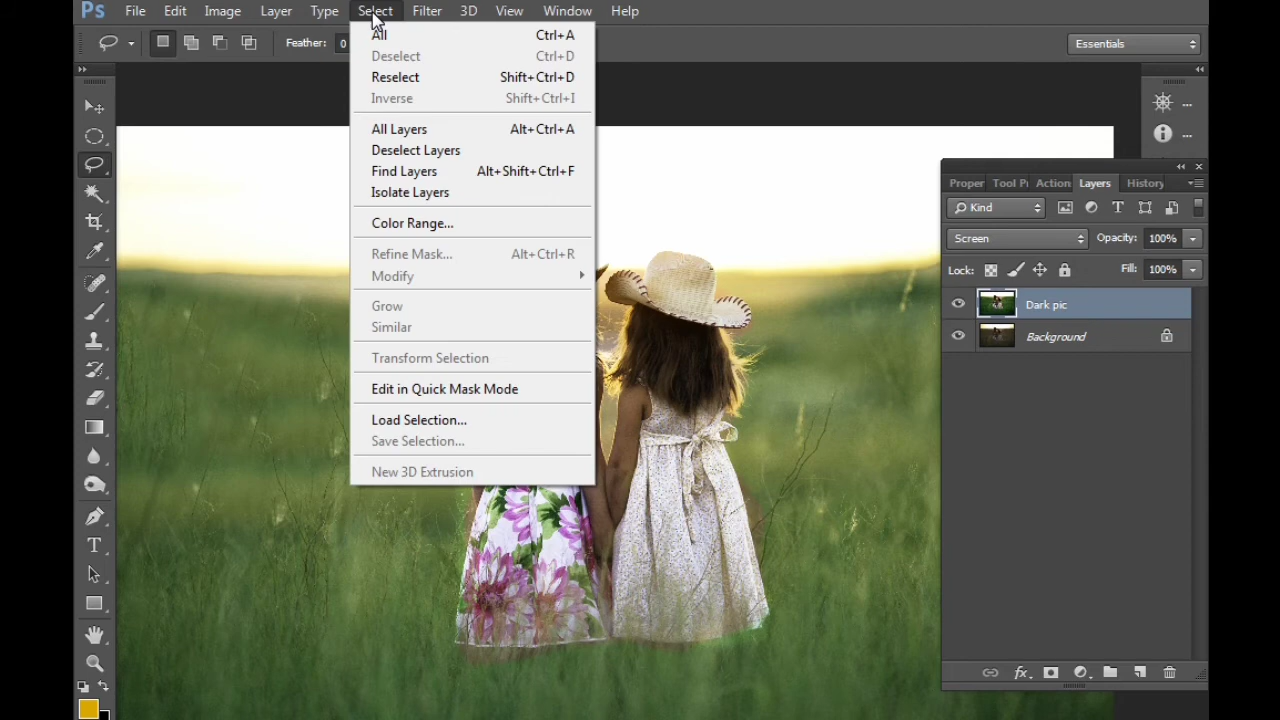 Ps File Edit Image Layer Type Select Filter 3D View Window Help
Feather: 0
Essentials
All Ctrl+A
Deselect Ctrl+D
Reselect Shift+Ctrl+D
Inverse Shift+Ctrl+I
All Layers Alt+Ctrl+A
Deselect Layers
Find Layers Alt+Shift+Ctrl+F
Isolate Layers
Color Range...
Refine Mask... Alt+Ctrl+R
Modify
Grow
Similar
Transform Selection
Edit in Quick Mask Mode
Load Selection...
Save Selection...
New 3D Extrusion
Proper Tool Pr Action Layers History
Kind
Screen Opacity: 100%
Lock: Fill: 100%
Dark pic
Background